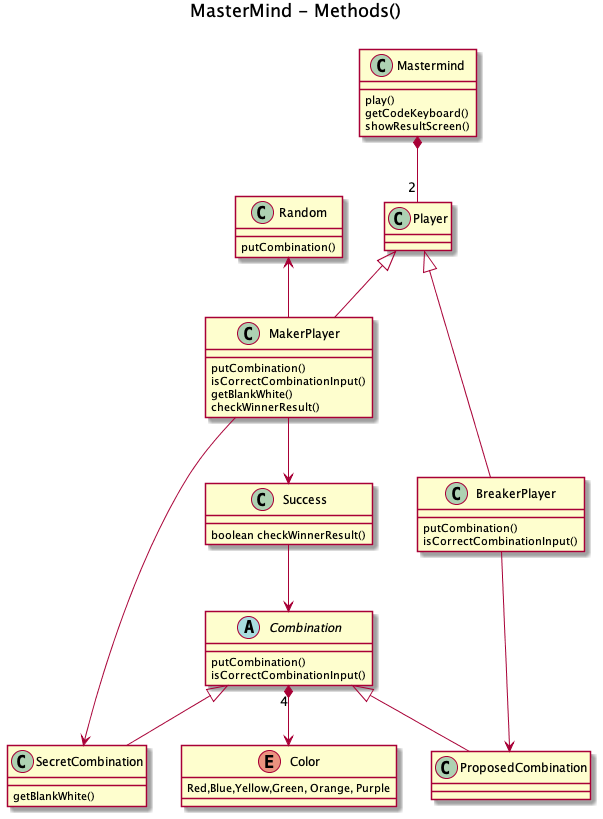 MasterMind - Methods()
C Mastermind
play()
getCodeKeyboard()
showResultScreen()
2
C Random
putCombination()
C Player
C MakerPlayer
putCombination()
isCorrectCombinationInput()
getBlankWhite()
checkWinnerResult()
C Success
boolean checkWinnerResult()
C BreakerPlayer
putCombination()
isCorrectCombinationInput()
A Combination
putCombination()
isCorrectCombinationInput()
4
C SecretCombination
getBlankWhite()
E Color
Red,Blue,Yellow,Green, Orange, Purple
C ProposedCombination